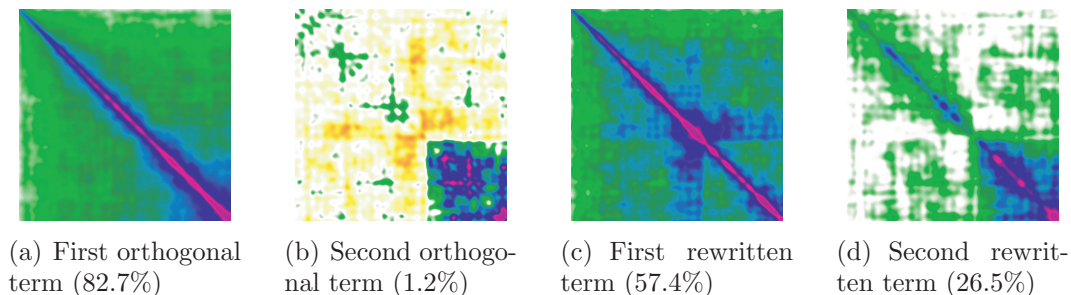 (a) First orthogonal
term (82.7%)
(b) Second orthogo-
nal term (1.2%)
(c) First rewritten
term (57.4%)
(d) Second rewrit-
ten term (26.5%)